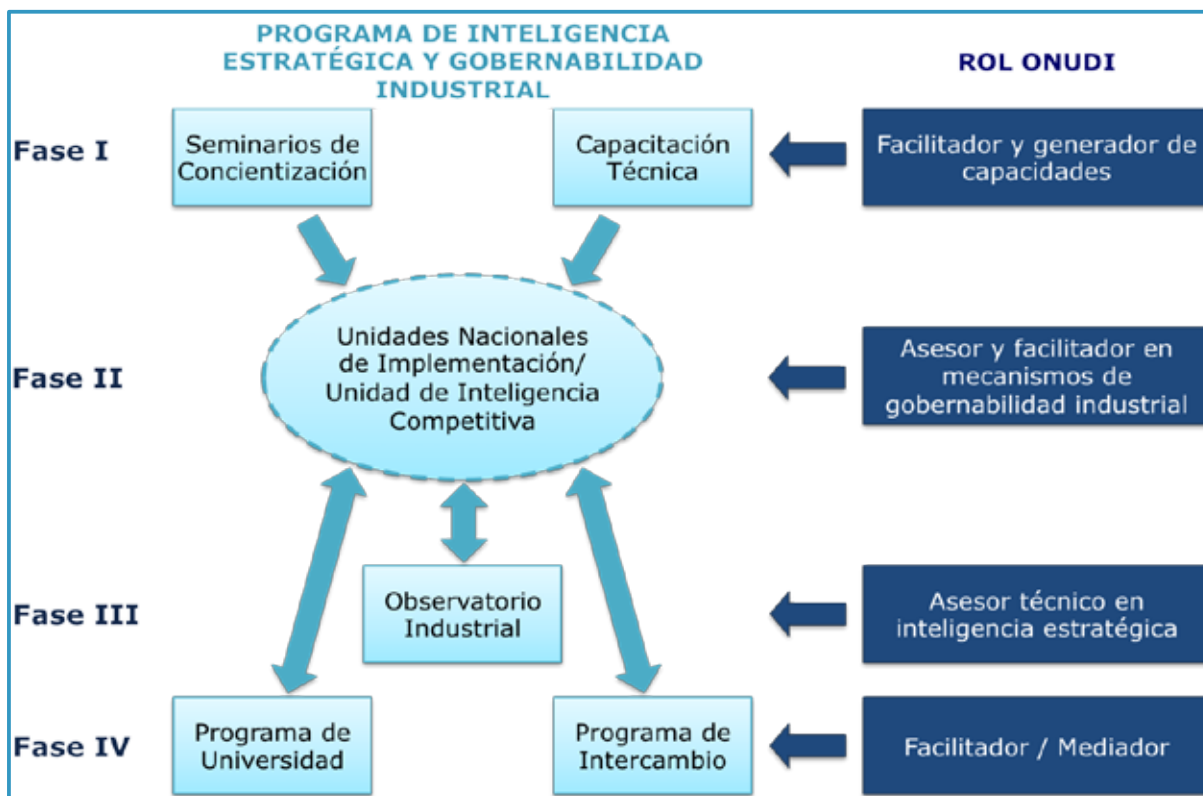 PROGRAMA DE INTELIGENCIA
ESTRATÉGICA Y GOBERNABILIDAD
INDUSTRIAL
ROL ONUDI
Fase I
Seminarios de
Concientización
Capacitación
Técnica
Facilitador y generador de
capacidades
Fase II
Unidades Nacionales
de Implementación/
Unidad de Inteligencia
Competitiva
Asesor y facilitador en
mecanismos de
gobernabilidad industrial
Fase III
Observatorio
Industrial
Asesor técnico en
inteligencia estratégica
Fase IV
Programa de
Universidad
Programa de
Intercambio
Facilitador / Mediador